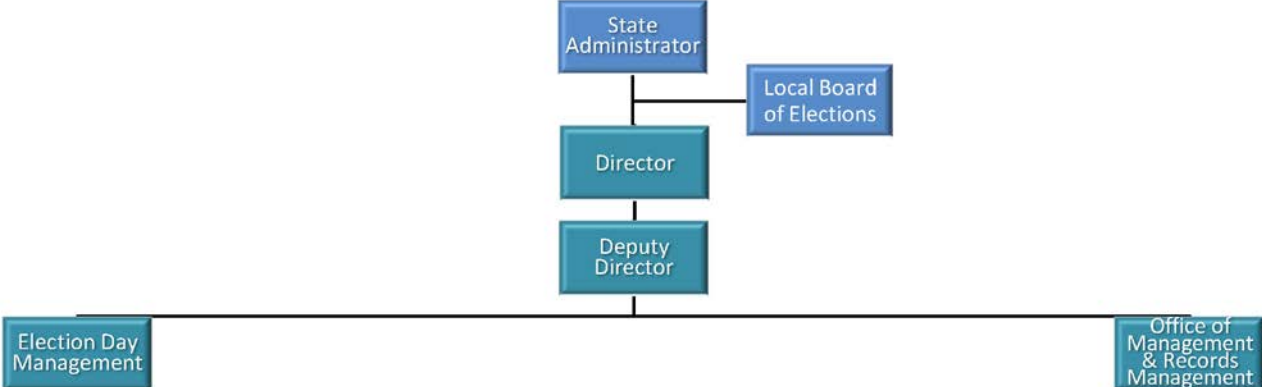 State
Administrator
Local Board
of Elections
Director
Deputy
Director
Election Day
Management
Office of
Management
& Records
Management